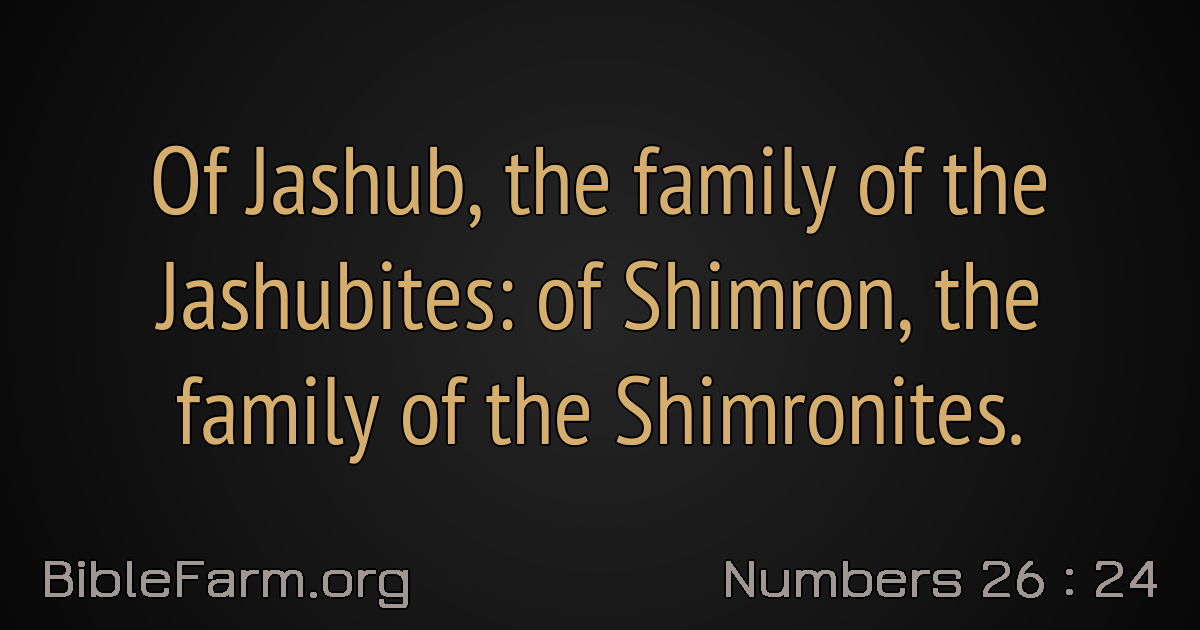 Of Jashub, the family of the
Jashubites: of Shimron, the
family of the Shimronites.
BibleFarm.org
Numbers 26 : 24